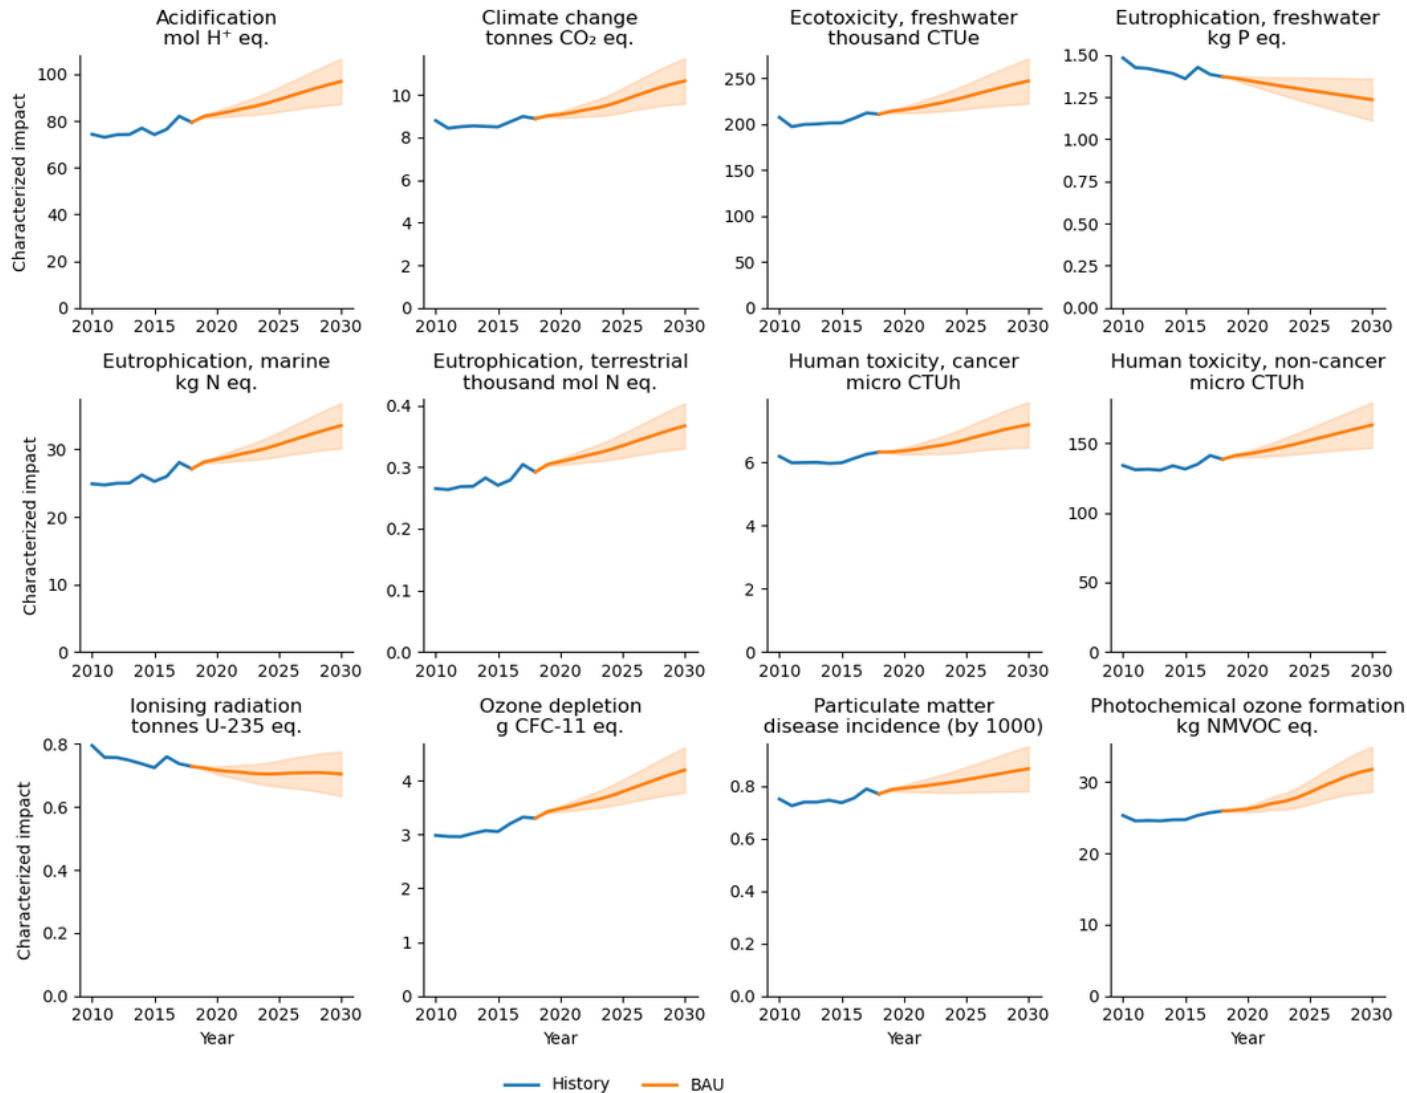 Acidification
mol H⁺ eq.
Climate change
tonnes CO₂ eq.
Ecotoxicity, freshwater
thousand CTUe
Eutrophication, freshwater
kg P eq.
Characterized impact
100
80
60
40
20
0
2010 2015 2020 2025 2030
10
8
6
4
2
0
2010 2015 2020 2025 2030
250
200
150
100
50
0
2010 2015 2020 2025 2030
1.50
1.25
1.00
0.75
0.50
0.25
0.00
2010 2015 2020 2025 2030
Eutrophication, marine
kg N eq.
Eutrophication, terrestrial
thousand mol N eq.
Human toxicity, cancer
micro CTUh
Human toxicity, non-cancer
micro CTUh
Characterized impact
30
20
10
0
2010 2015 2020 2025 2030
0.4
0.3
0.2
0.1
0.0
2010 2015 2020 2025 2030
6
4
2
0
2010 2015 2020 2025 2030
150
100
50
0
2010 2015 2020 2025 2030
Ionising radiation
tonnes U-235 eq.
Ozone depletion
g CFC-11 eq.
Particulate matter
disease incidence (by 1000)
Photochemical ozone formation
kg NMVOC eq.
Characterized impact
0.8
0.6
0.4
0.2
0.0
2010 2015 2020 2025 2030
Year
4
3
2
1
0
2010 2015 2020 2025 2030
Year
0.8
0.6
0.4
0.2
0.0
2010 2015 2020 2025 2030
Year
30
20
10
0
2010 2015 2020 2025 2030
Year
History
BAU